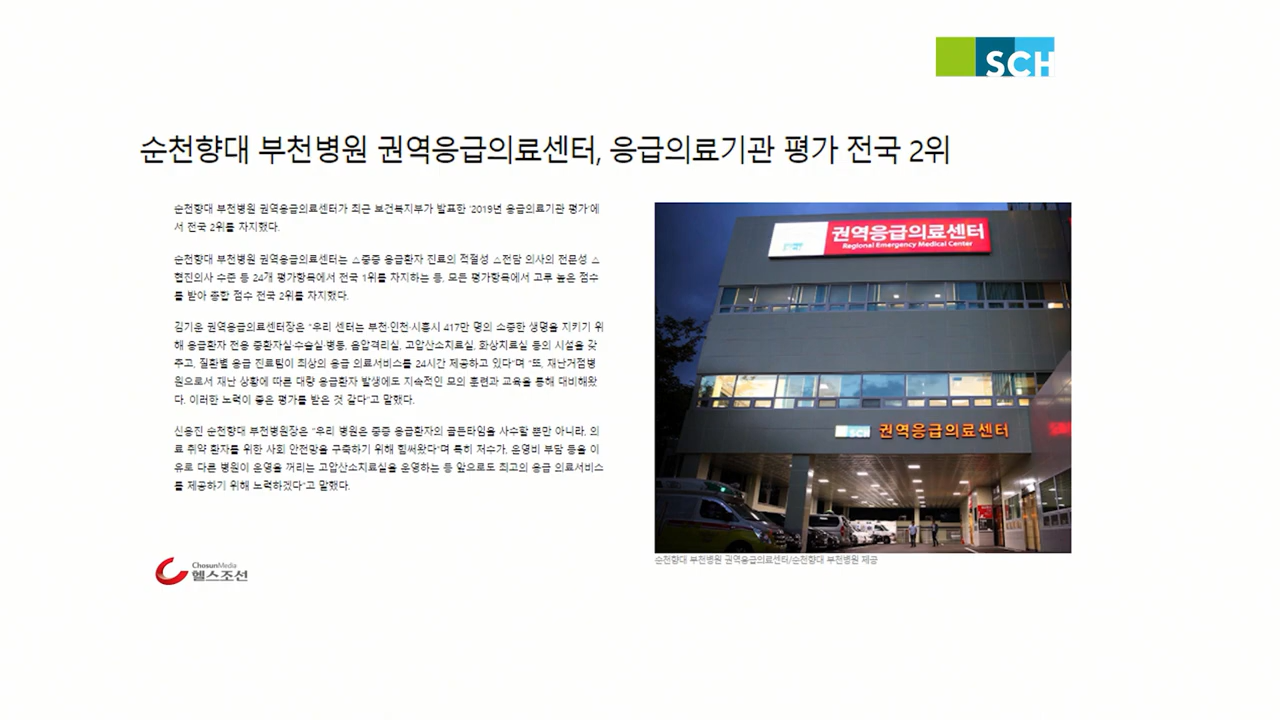 SCH
순천향대 부천병원 권역응급의료센터, 응급의료기관 평가 전국 2위
순천향대 부천병원 권역응급의료센터가 최근 보건복지부가 발표한 '2019년 응급의료기관 평가'에
서 전국 2위를 차지했다.
순천향대 부천병원 권역응급의료센터는 △중증 응급환자 진료의 적절성 △전담 의사의 전문성 △
협진의사 수준 등 24개 평가항목에서 전국 1위를 차지하는 등, 모든 평가항목에서 고루 높은 점수
를 받아 종합 점수 전국 2위를 차지했다.
김기운 권역응급의료센터장은 "우리 센터는 부천·인천·시흥시 417만 명의 소중한 생명을 지키기 위
해 응급환자 전용 중환자실·수술실·병동, 음압격리실, 고압산소치료실, 화상치료실 등의 시설을 갖
추고, 질환별 응급 진료팀이 최상의 응급 의료서비스를 24시간 제공하고 있다"며 "또, 재난거점병
원으로서 재난 상황에 따른 대량 응급환자 발생에도 지속적인 모의 훈련과 교육을 통해 대비해왔
다. 이러한 노력이 좋은 평가를 받은 것 같다"고 말했다.
신응진 순천향대 부천병원장은 "우리 병원은 중증 응급환자의 골든타임을 사수할 뿐만 아니라, 의
료 취약 환자를 위한 사회 안전망을 구축하기 위해 힘써왔다"며 특히 저수가, 운영비 부담 등을 이
유로 다른 병원이 운영을 꺼리는 고압산소치료실을 운영하는 등 앞으로도 최고의 응급 의료서비스
를 제공하기 위해 노력하겠다"고 말했다.
권역응급의료센터
Regional Emergency Medical Center
SCH 권역응급의료센터
순천향대 부천병원 권역응급의료센터/순천향대 부천병원 제공
ChosunMedia
헬스조선